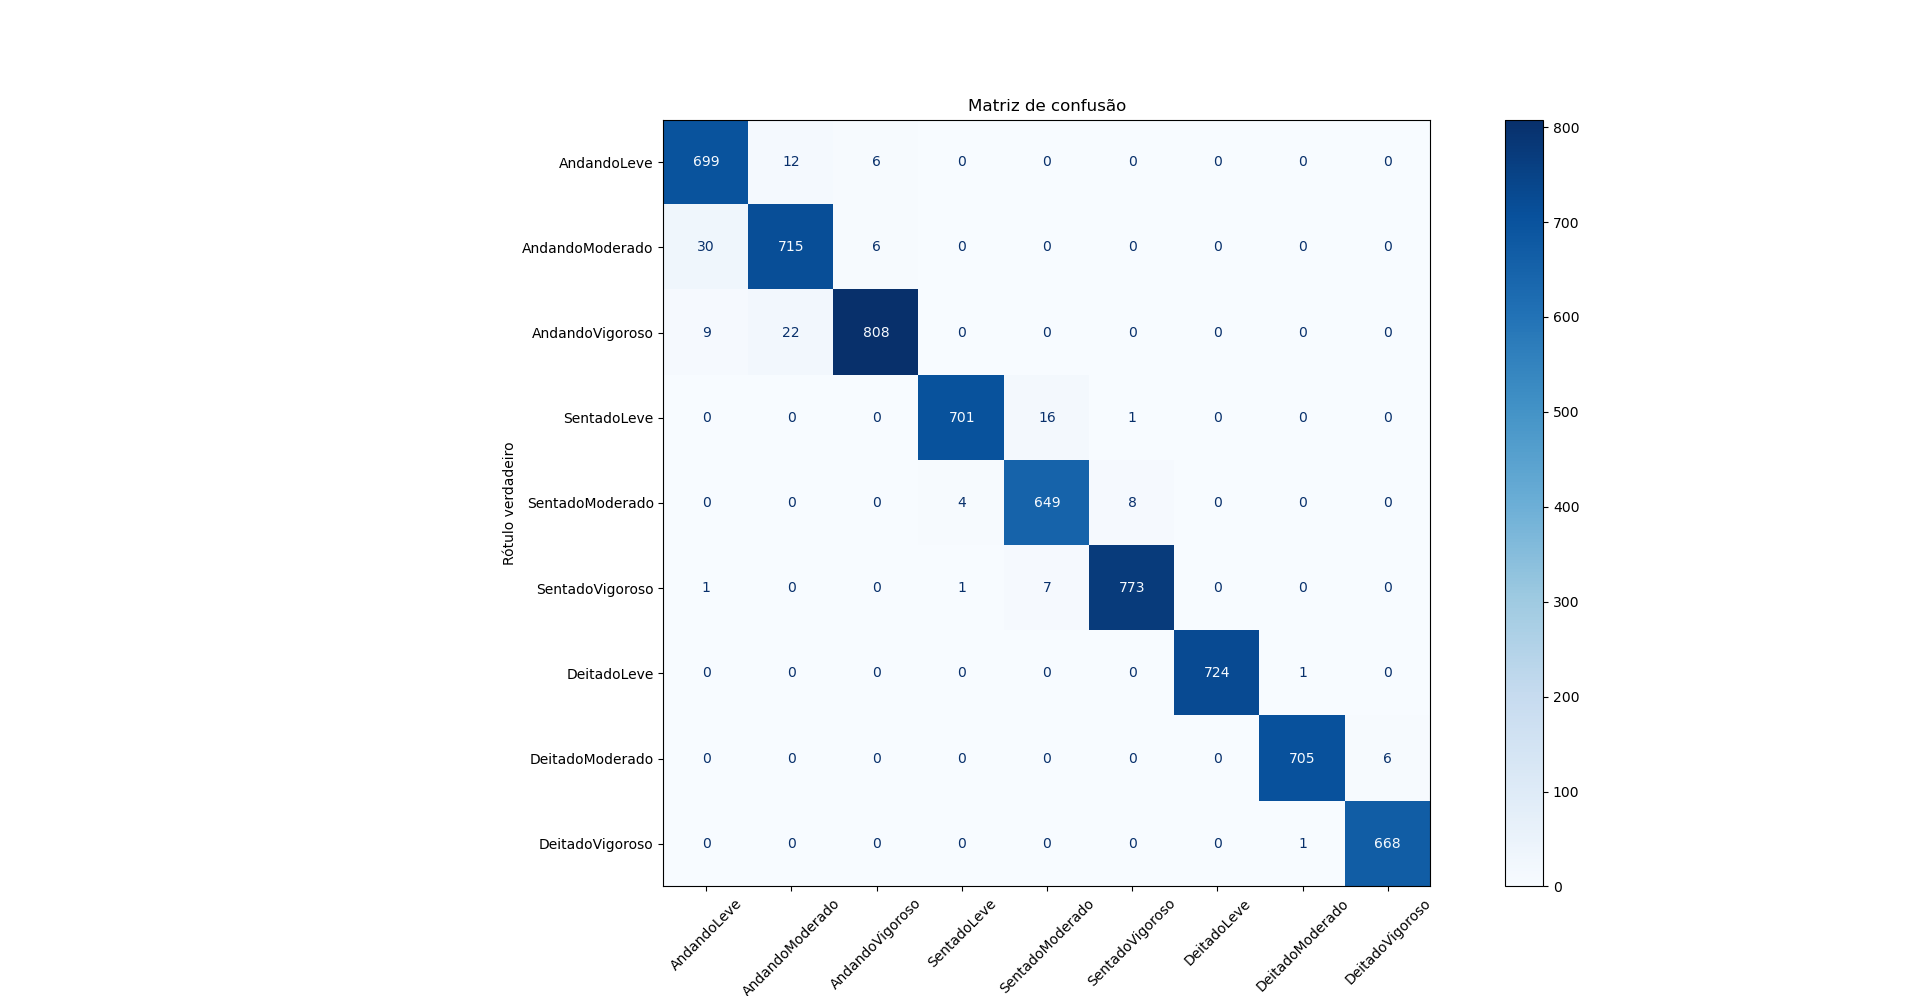 Matriz de confusão
Rótulo verdadeiro
AndandoLeve 699 12 6 0 0 0 0 0 0
AndandoModerado 30 715 6 0 0 0 0 0 0
AndandoVigoroso 9 22 808 0 0 0 0 0 0
SentadoLeve 0 0 0 701 16 1 0 0 0
SentadoModerado 0 0 0 4 649 8 0 0 0
SentadoVigoroso 1 0 0 1 7 773 0 0 0
DeitadoLeve 0 0 0 0 0 0 724 1 0
DeitadoModerado 0 0 0 0 0 0 0 705 6
DeitadoVigoroso 0 0 0 0 0 0 0 1 668
AndandoLeve
AndandoModerado
AndandoVigoroso
SentadoLeve
SentadoModerado
SentadoVigoroso
DeitadoLeve
DeitadoModerado
DeitadoVigoroso
800
700
600
500
400
300
200
100
0